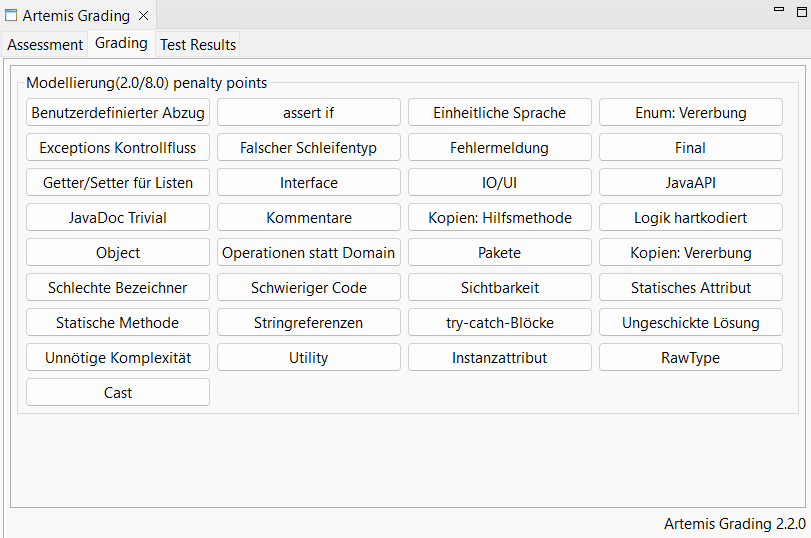 Artemis Grading
Assessment Grading Test Results
Modellierung(2.0/8.0) penalty points
Benutzerdefinierter Abzug assert if Einheitliche Sprache Enum: Vererbung
Exceptions Kontrollfluss Falscher Schleifentyp Fehlermeldung Final
Getter/Setter für Listen Interface IO/UI JavaAPI
JavaDoc Trivial Kommentare Kopien: Hilfsmethode Logik hartkodiert
Object Operationen statt Domain Pakete Kopien: Vererbung
Schlechte Bezeichner Schwieriger Code Sichtbarkeit Statisches Attribut
Statische Methode Stringreferenzen try-catch-Blöcke Ungeschickte Lösung
Unnötige Komplexität Utility Instanzattribut RawType
Cast
Artemis Grading 2.2.0